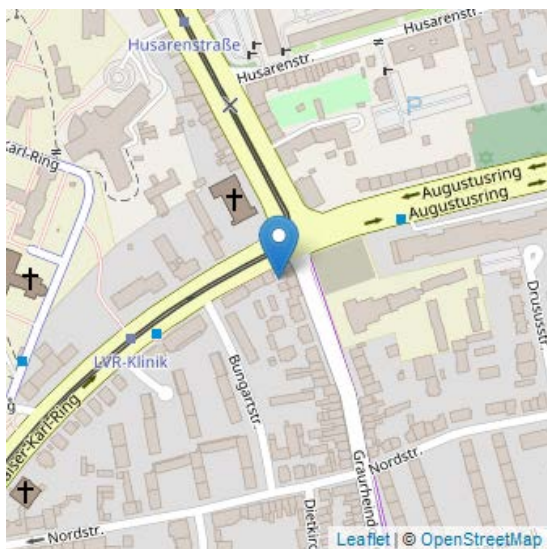 Husarenstraße
Husarenstr.
P
Karl-Ring
Augustusring
Augustusring
Drususstr.
LVR-Klinik
Bungartstr.
aiser-Karl-Ring
Graurheind
Nordstr.
Dietkirc
Nordstr.
Leaflet | © OpenStreetMap